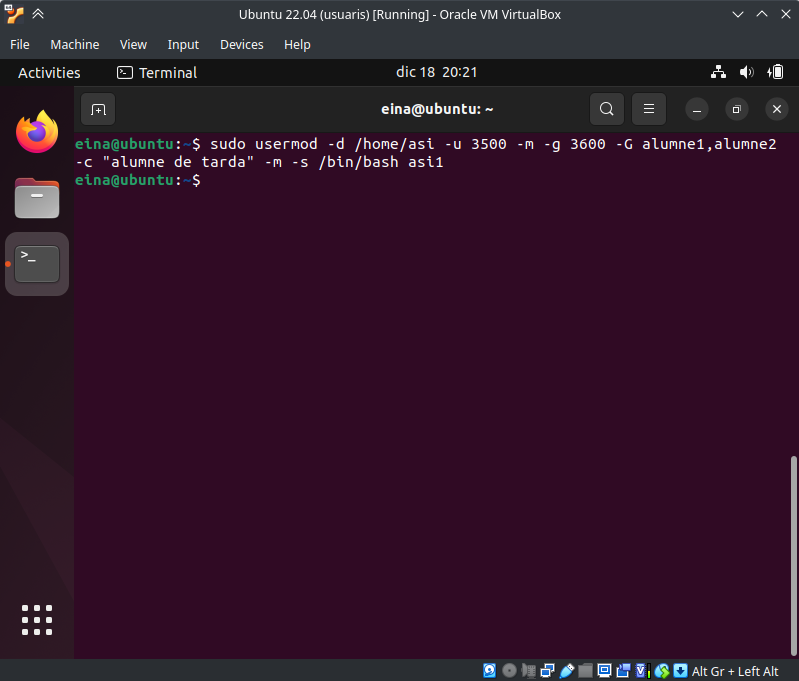 Ubuntu 22.04 (usuaris) [Running] - Oracle VM VirtualBox
File Machine View Input Devices Help
Activities Terminal dic 18 20:21
eina@ubuntu: ~
eina@ubuntu:~$ sudo usermod -d /home/asi -u 3500 -m -g 3600 -G alumne1,alumne2
-c "alumne de tarda" -m -s /bin/bash asi1
eina@ubuntu:~$
Alt Gr + Left Alt